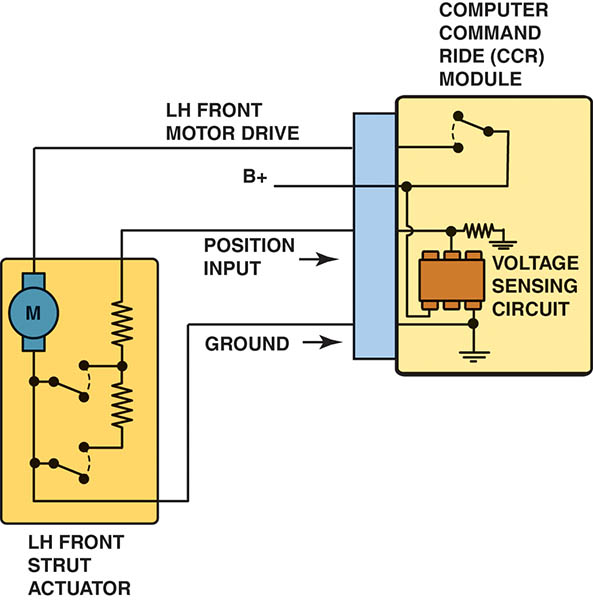 COMPUTER
COMMAND
RIDE (CCR)
MODULE
LH FRONT
MOTOR DRIVE
B+
POSITION
INPUT
VOLTAGE
SENSING
CIRCUIT
M
GROUND
LH FRONT
STRUT
ACTUATOR